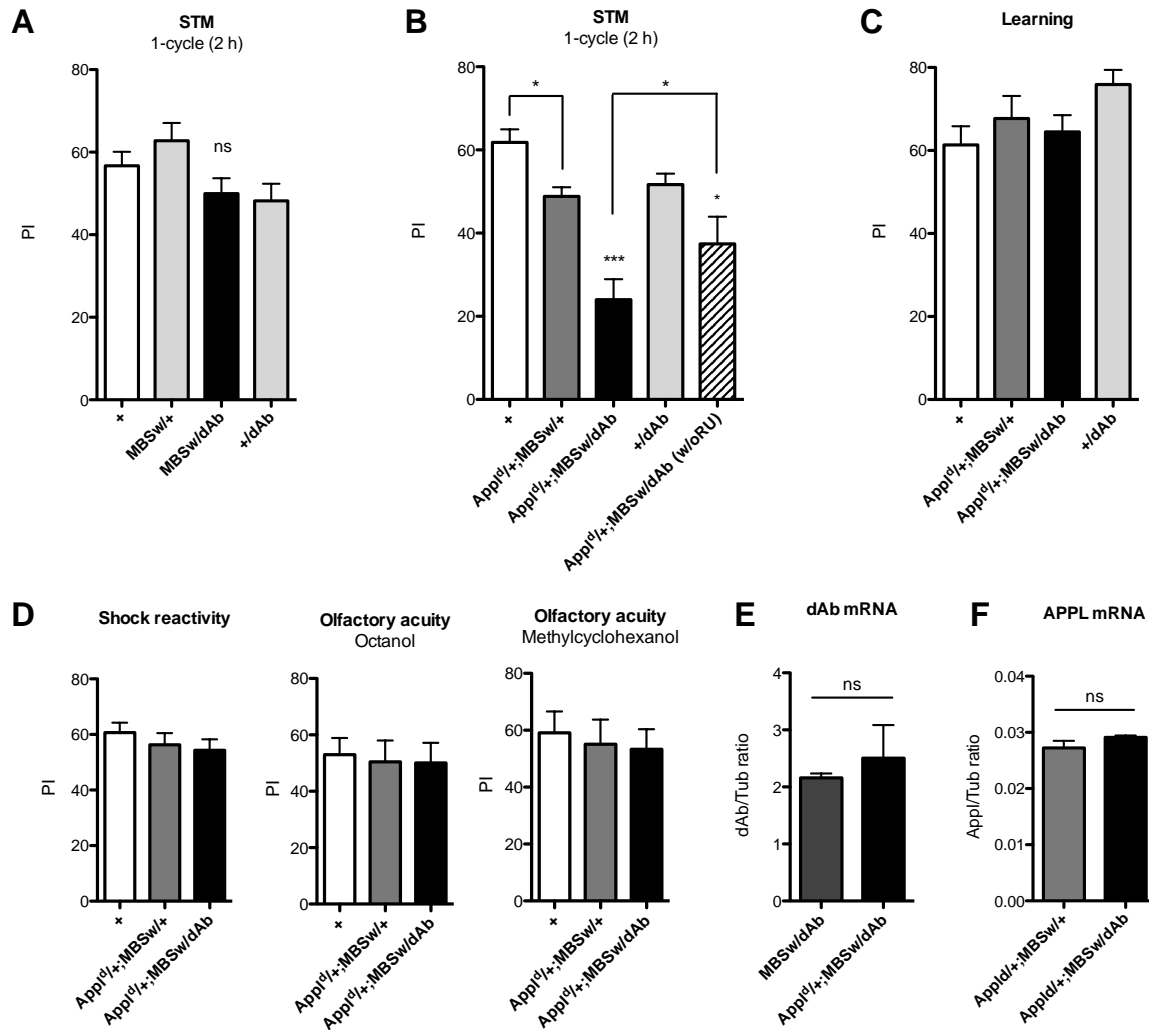 A
STM
1-cycle (2 h)
PI
80
60
40
20
0
ns
+
MBSw/+
MBSw/dAb
+/dAb
B
STM
1-cycle (2 h)
PI
80
60
40
20
0
*
*
***
*
+
Appl^d/+;MBSw/+
Appl^d/+;MBSw/dAb
+/dAb
Appl^d/+;MBSw/dAb (w/oRU)
C
Learning
PI
80
60
40
20
0
+
Appl^d/+;MBSw/+
Appl^d/+;MBSw/dAb
+/dAb
D
Shock reactivity
PI
80
60
40
20
0
+
Appl^d/+;MBSw/+
Appl^d/+;MBSw/dAb
Olfactory acuity
Octanol
PI
80
60
40
20
0
+
Appl^d/+;MBSw/+
Appl^d/+;MBSw/dAb
Olfactory acuity
Methylcyclohexanol
PI
80
60
40
20
0
+
Appl^d/+;MBSw/+
Appl^d/+;MBSw/dAb
E
dAb mRNA
dAb/Tub ratio
4
3
2
1
0
ns
MBSw/dAb
Appl^d/+;MBSw/dAb
F
APPL mRNA
Appl/Tub ratio
0.04
0.03
0.02
0.01
0.00
ns
Appld/+;MBSw/+
Appld/+;MBSw/dAb